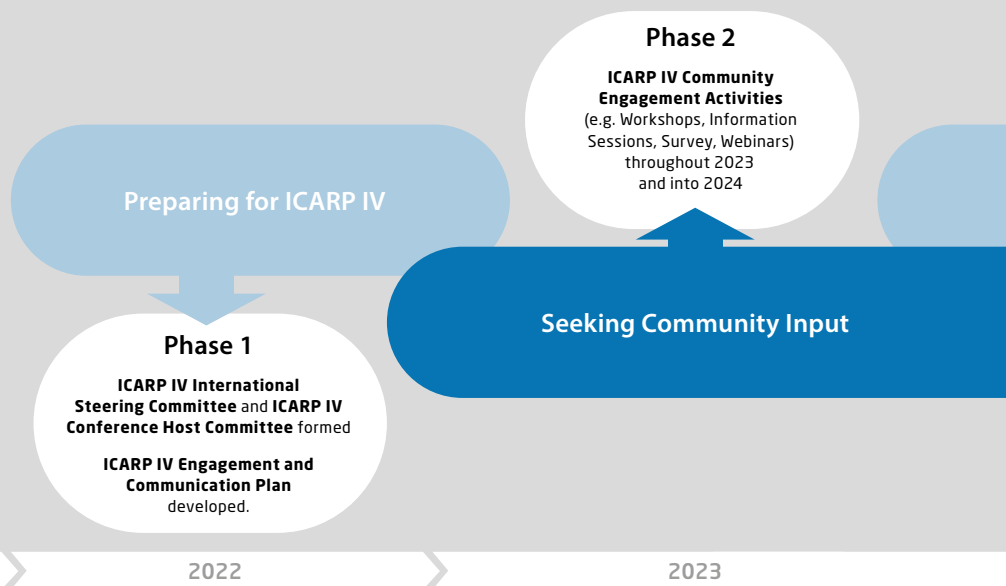 Phase 2
ICARP IV Community
Engagement Activities
(e.g. Workshops, Information
Sessions, Survey, Webinars)
throughout 2023
and into 2024
Preparing for ICARP IV
Seeking Community Input
Phase 1
ICARP IV International
Steering Committee and ICARP IV
Conference Host Committee formed
ICARP IV Engagement and
Communication Plan
developed.
2022
2023